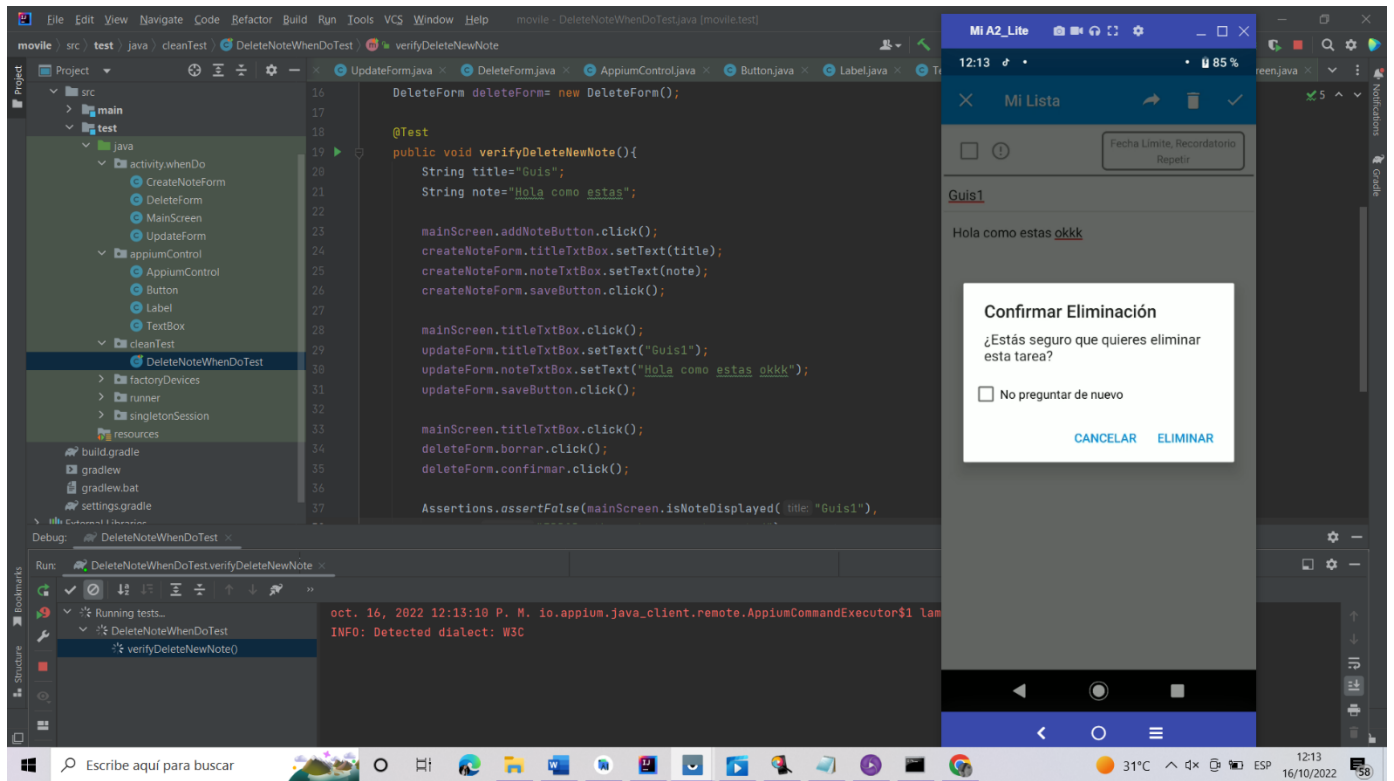 File Edit View Navigate Code Refactor Build Run Tools VCS Window Help movile - DeleteNoteWhenDoTest.java [movile.test]
movile src test java cleanTest DeleteNoteWhenDoTest verifyDeleteNewNote
Project
UpdateForm.java DeleteForm.java AppiumControl.java Button.java Label.java
reen.java
src
main
test
java
activity.whenDo
CreateNoteForm
DeleteForm
MainScreen
UpdateForm
appiumControl
AppiumControl
Button
Label
TextBox
cleanTest
DeleteNoteWhenDoTest
factoryDevices
runner
singletonSession
resources
build.gradle
gradlew
gradlew.bat
settings.gradle
External Libraries
16 DeleteForm deleteForm= new DeleteForm();
17
18 @Test
19 public void verifyDeleteNewNote(){
20 String title="Guis";
21 String note="Hola como estas";
22
23 mainScreen.addNoteButton.click();
24 createNoteForm.titleTxtBox.setText(title);
25 createNoteForm.noteTxtBox.setText(note);
26 createNoteForm.saveButton.click();
27
28 mainScreen.titleTxtBox.click();
29 updateForm.titleTxtBox.setText("Guis1");
30 updateForm.noteTxtBox.setText("Hola como estas okkk");
31 updateForm.saveButton.click();
32
33 mainScreen.titleTxtBox.click();
34 deleteForm.borrar.click();
35 deleteForm.confirmar.click();
36
37 Assertions.assertFalse(mainScreen.isNoteDisplayed( title: "Guis1"),
5
Project
Bookmarks
Structure
Notifications
Gradle
Mi A2_Lite
12:13
85 %
Mi Lista
Fecha Límite, Recordatorio
Repetir
Guis1
Hola como estas okkk
Confirmar Eliminación
¿Estás seguro que quieres eliminar
esta tarea?
No preguntar de nuevo
CANCELAR ELIMINAR
Debug: DeleteNoteWhenDoTest
Run: DeleteNoteWhenDoTest.verifyDeleteNewNote
Running tests...
DeleteNoteWhenDoTest
verifyDeleteNewNote()
oct. 16, 2022 12:13:10 P. M. io.appium.java_client.remote.AppiumCommandExecutor$1 lam
INFO: Detected dialect: W3C
Escribe aquí para buscar
31°C
ESP
12:13
16/10/2022
58